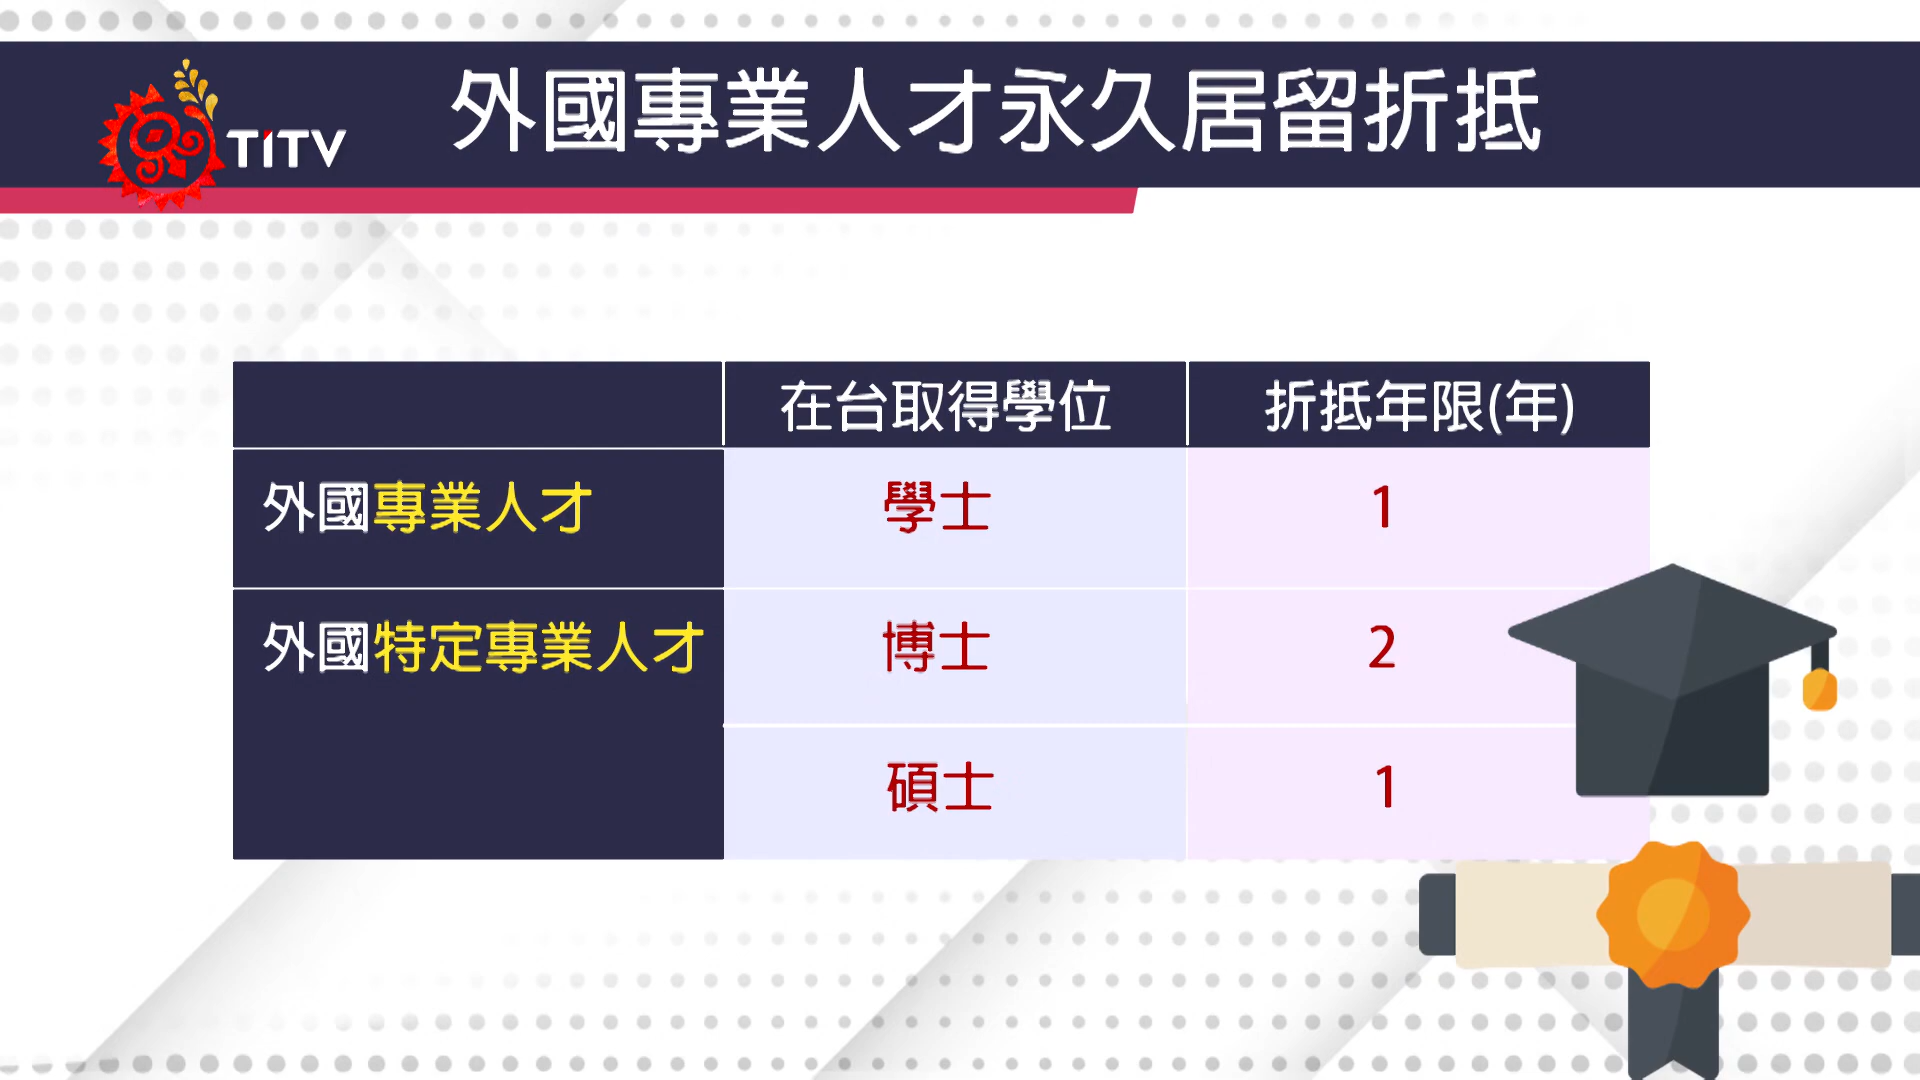 TITV
外國專業人才永久居留折抵
在台取得學位 折抵年限(年)
外國專業人才 學士 1
外國特定專業人才 博士 2
碩士 1